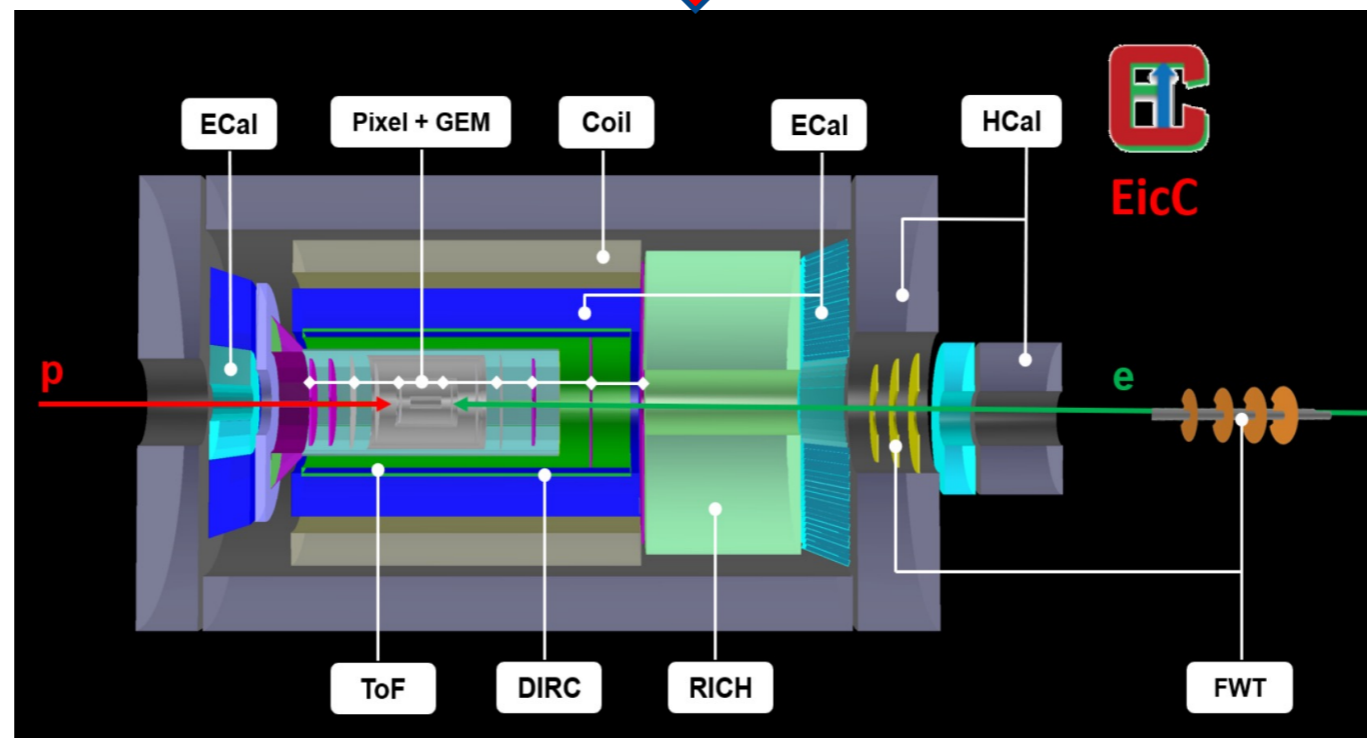 ECal
Pixel + GEM
Coil
ECal
HCal
EicC
p
e
ToF
DIRC
RICH
FWT